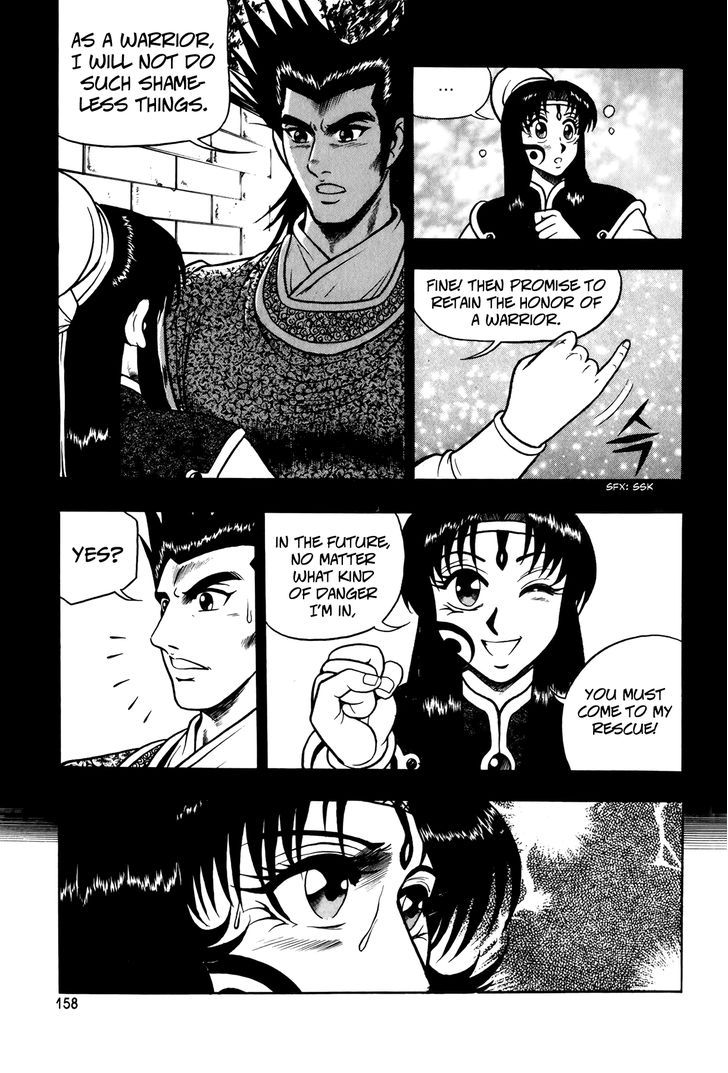 AS A WARRIOR,
I WILL NOT DO
SUCH SHAME-
LESS THINGS.
...
FINE! THEN PROMISE TO
RETAIN THE HONOR OF
A WARRIOR.
SFX: SSK
YES?
IN THE FUTURE,
NO MATTER
WHAT KIND
OF DANGER
I'M IN,
YOU MUST
COME TO MY
RESCUE!
158